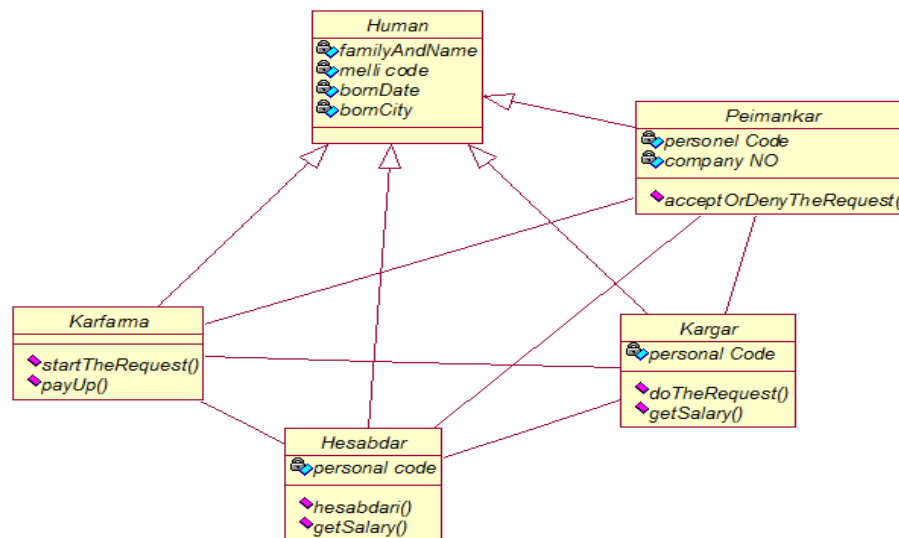 Human
familyAndName
melli code
bornDate
bornCity
Peimankar
personel Code
company NO
acceptOrDenyTheRequest(
Karfarma
startTheRequest()
payUp()
Kargar
personal Code
doTheRequest()
getSalary()
Hesabdar
personal code
hesabdari()
getSalary()